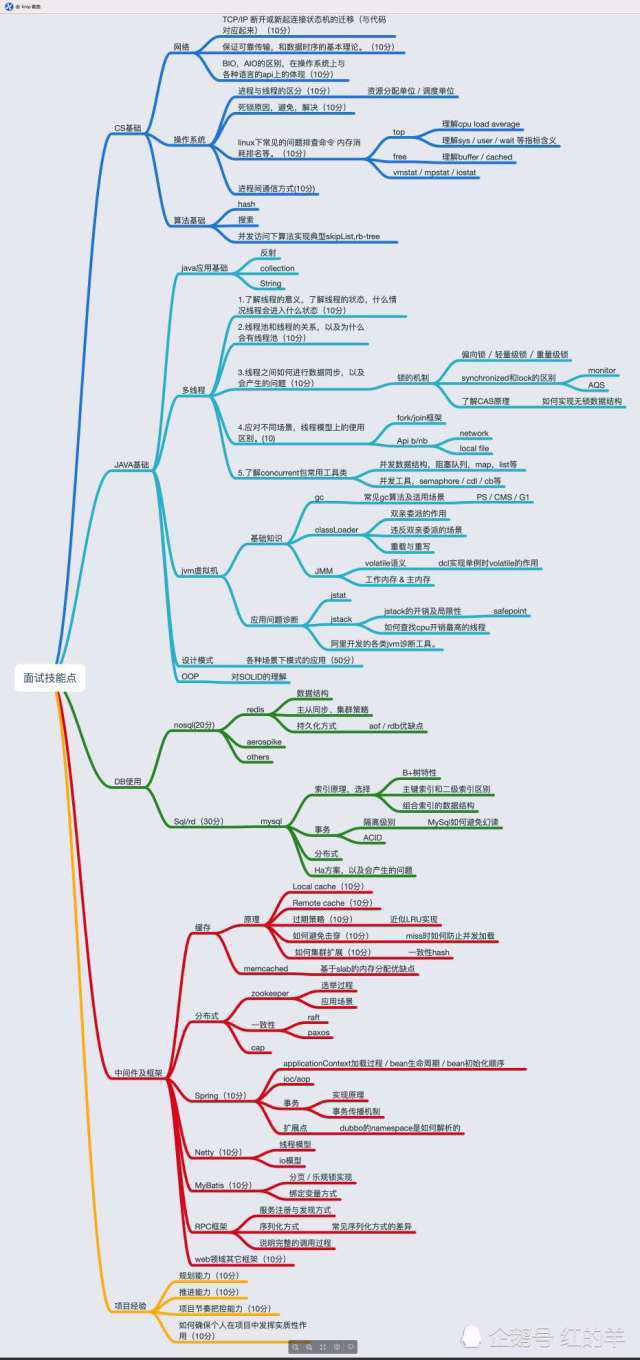 由 Xmip 截图
TCP/IP 断开或新起连接状态机的迁移（与代码
对应起来）（10分）
网络
保证可靠传输，和数据时序的基本理论。（10分）
BIO，AIO的区别，在操作系统上与
各种语言的api上的体现（10分）
进程与线程的区分（10分）
资源分配单位 / 调度单位
死锁原因，避免，解决（10分）
CS基础
操作系统
linux下常见的问题排查命令 内存消
耗排名等。（10分）
top
理解cpu load average
理解sys / user / wait 等指标含义
free
理解buffer / cached
vmstat / mpstat / iostat
进程间通信方式(10分)
算法基础
hash
搜索
并发访问下算法实现典型skipList,rb-tree
java应用基础
反射
collection
String
1.了解线程的意义，了解线程的状态，什么情
况线程会进入什么状态（10分）
2.线程池和线程的关系，以及为什么
会有线程池（10分）
多线程
3.线程之间如何进行数据同步，以及
会产生的问题（10分）
锁的机制
偏向锁 / 轻量级锁 / 重量级锁
synchronized和lock的区别
monitor
AQS
了解CAS原理
如何实现无锁数据结构
4.应对不同场景，线程模型上的使用
区别。(10)
fork/join框架
Api b/nb
network
local file
5.了解concurrent包常用工具类
并发数据结构，阻塞队列，map，list等
并发工具，semaphore / cdl / cb等
JAVA基础
jvm虚拟机
基础知识
gc
常见gc算法及适用场景
PS / CMS / G1
classLoader
双亲委派的作用
违反双亲委派的场景
重载与重写
JMM
volatile语义
dcl实现单例时volatile的作用
工作内存 & 主内存
应用问题诊断
jstat
jstack
jstack的开销及局限性
safepoint
如何查找cpu开销最高的线程
阿里开发的各类jvm诊断工具。
设计模式
各种场景下模式的应用（50分）
OOP
对SOLID的理解
面试技能点
DB使用
nosql(20分)
redis
数据结构
主从同步、集群策略
持久化方式
aof / rdb优缺点
aerospike
others
Sql/rd（30分）
mysql
索引原理，选择
B+树特性
主键索引和二级索引区别
组合索引的数据结构
事务
隔离级别
MySql如何避免幻读
ACID
分布式
Ha方案，以及会产生的问题
中间件及框架
缓存
原理
Local cache（10分）
Remote cache（10分）
过期策略（10分）
近似LRU实现
如何避免击穿（10分）
miss时如何防止并发加载
如何集群扩展（10分）
一致性hash
memcached
基于slab的内存分配优缺点
分布式
zookeeper
选举过程
应用场景
一致性
raft
paxos
cap
Spring（10分）
applicationContext加载过程 / bean生命周期 / bean初始化顺序
ioc/aop
事务
实现原理
事务传播机制
扩展点
dubbo的namespace是如何解析的
Netty（10分）
线程模型
io模型
MyBatis（10分）
分页 / 乐观锁实现
绑定变量方式
RPC框架
服务注册与发现方式
序列化方式
常见序列化方式的差异
说明完整的调用过程
web领域其它框架（10分）
项目经验
规划能力（10分）
推进能力（10分）
项目节奏把控能力（10分）
如何确保个人在项目中发挥实质性作
用（10分）
企鹅号 红的羊